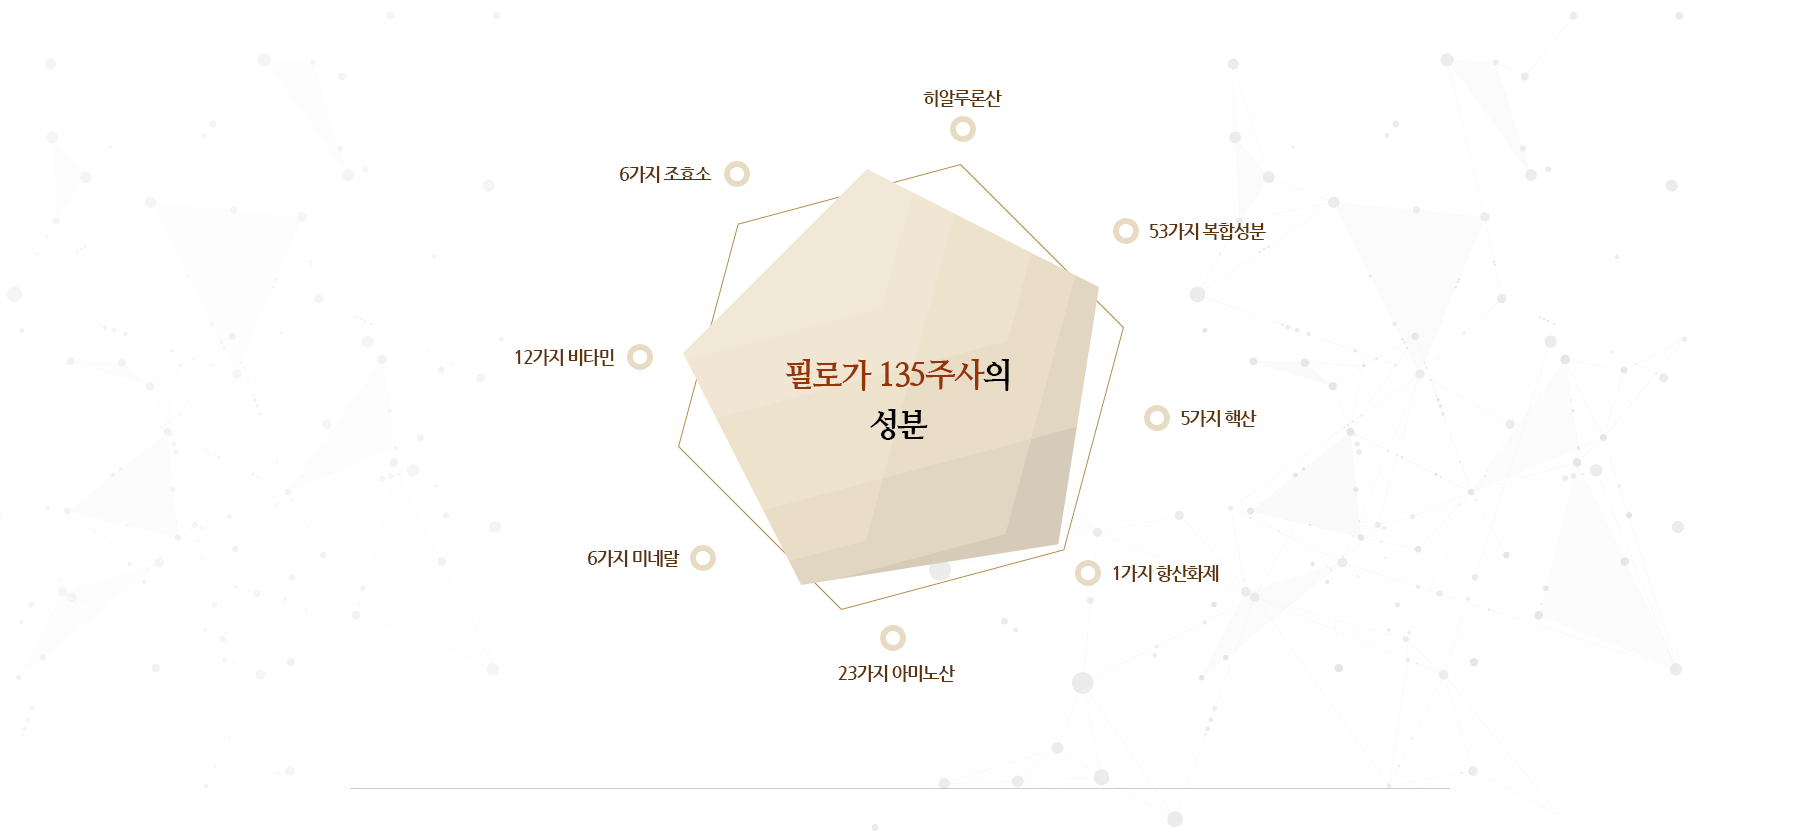 히알루론산
6가지 조효소
53가지 복합성분
12가지 비타민
필로가 135주사의
성분
5가지 핵산
6가지 미네랄
1가지 항산화제
23가지 아미노산